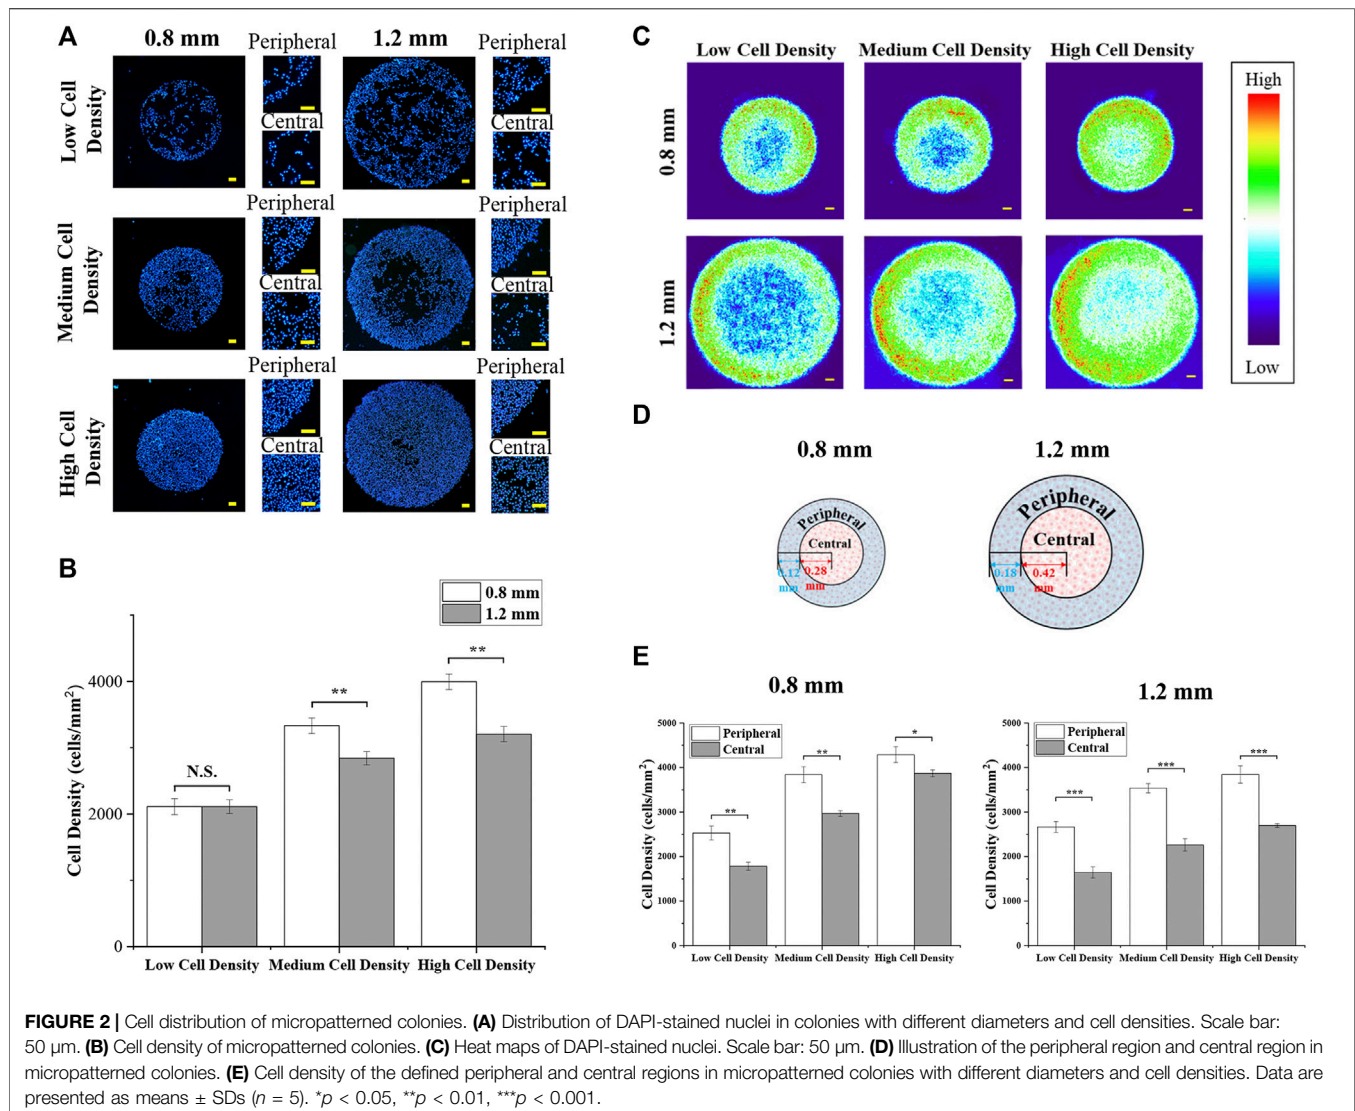 A
0.8 mm
1.2 mm
Peripheral
Peripheral
Low Cell
Density
Central
Central
Peripheral
Peripheral
Medium Cell
Density
Central
Central
Peripheral
Peripheral
High Cell
Density
Central
Central
B
0.8 mm
1.2 mm
Cell Density (cells/mm²)
4000
2000
0
N.S.
**
**
Low Cell Density
Medium Cell Density
High Cell Density
C
Low Cell Density
Medium Cell Density
High Cell Density
0.8 mm
1.2 mm
High
Low
D
0.8 mm
1.2 mm
Peripheral
Central
0.12
mm
0.28
mm
Peripheral
Central
0.18
mm
0.42
mm
E
0.8 mm
Peripheral
Central
Cell Density (cells/mm²)
5000
4000
3000
2000
1000
0
**
**
*
Low Cell Density
Medium Cell Density
High Cell Density
1.2 mm
Peripheral
Central
Cell Density (cells/mm²)
5000
4000
3000
2000
1000
0
***
***
***
Low Cell Density
Medium Cell Density
High Cell Density
FIGURE 2 | Cell distribution of micropatterned colonies. (A) Distribution of DAPI-stained nuclei in colonies with different diameters and cell densities. Scale bar:
50 μm. (B) Cell density of micropatterned colonies. (C) Heat maps of DAPI-stained nuclei. Scale bar: 50 μm. (D) Illustration of the peripheral region and central region in
micropatterned colonies. (E) Cell density of the defined peripheral and central regions in micropatterned colonies with different diameters and cell densities. Data are
presented as means ± SDs (n = 5). *p < 0.05, **p < 0.01, ***p < 0.001.